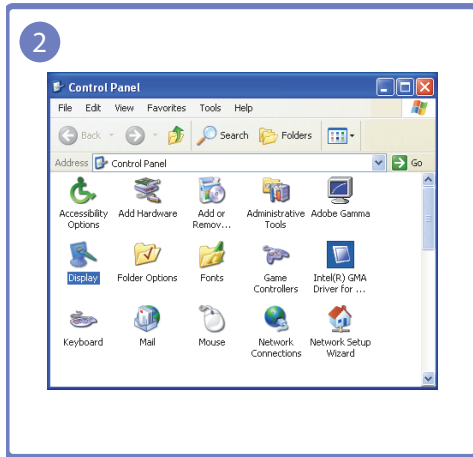 2
Control Panel
File Edit View Favorites Tools Help
Back Search Folders
Address Control Panel Go
Accessibility Options
Add Hardware
Add or Remov...
Administrative Tools
Adobe Gamma
Display
Folder Options
Fonts
Game Controllers
Intel(R) GMA Driver for ...
Keyboard
Mail
Mouse
Network Connections
Network Setup Wizard